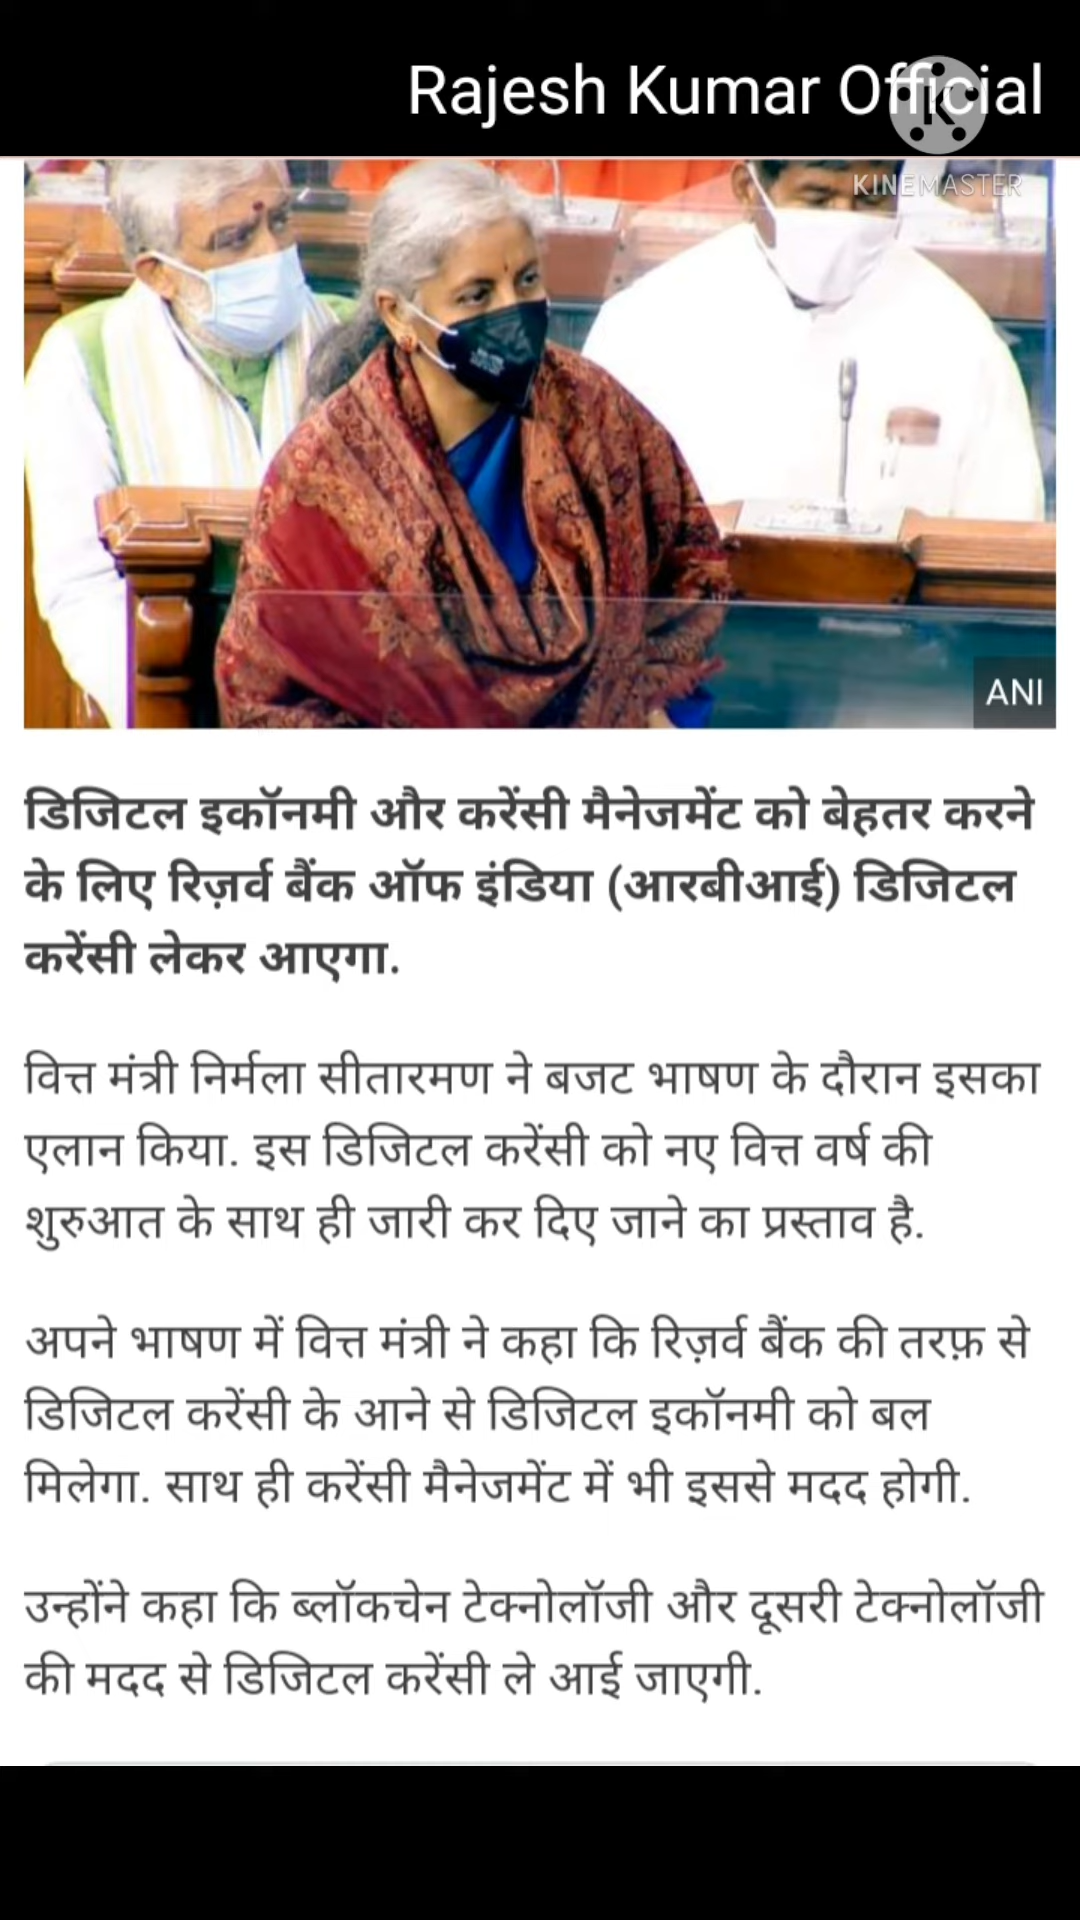 Rajesh Kumar Official
K
KINEMASTER
ANI
डिजिटल इकॉनमी और करेंसी मैनेजमेंट को बेहतर करने
के लिए रिज़र्व बैंक ऑफ इंडिया (आरबीआई) डिजिटल
करेंसी लेकर आएगा.
वित्त मंत्री निर्मला सीतारमण ने बजट भाषण के दौरान इसका
एलान किया. इस डिजिटल करेंसी को नए वित्त वर्ष की
शुरुआत के साथ ही जारी कर दिए जाने का प्रस्ताव है.
अपने भाषण में वित्त मंत्री ने कहा कि रिज़र्व बैंक की तरफ़ से
डिजिटल करेंसी के आने से डिजिटल इकॉनमी को बल
मिलेगा. साथ ही करेंसी मैनेजमेंट में भी इससे मदद होगी.
उन्होंने कहा कि ब्लॉकचेन टेक्नोलॉजी और दूसरी टेक्नोलॉजी
की मदद से डिजिटल करेंसी ले आई जाएगी.